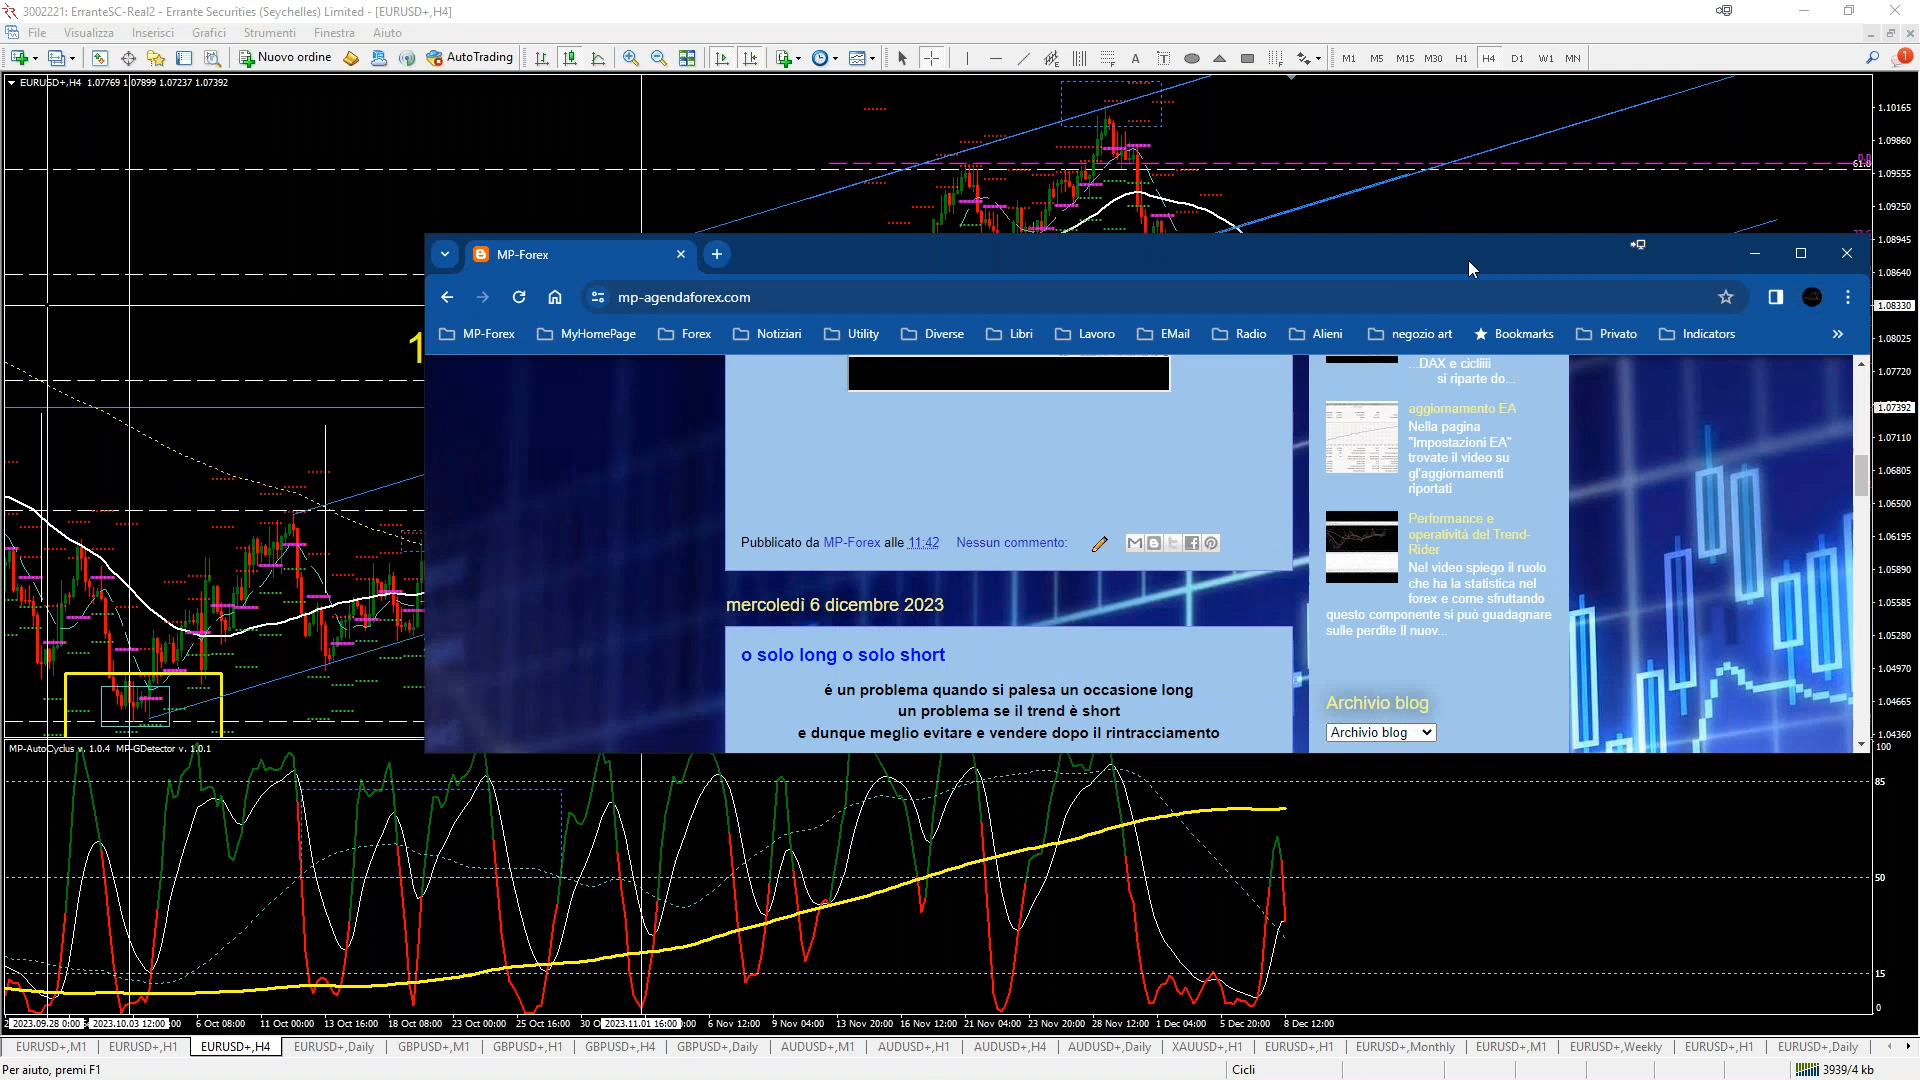 3002221: ErranteSC-Real2 - Errante Securities (Seychelles) Limited - [EURUSD+,H4]
File Visualizza Inserisci Grafici Strumenti Finestra Aiuto
Nuovo ordine AutoTrading A T M1 M5 M15 M30 H1 H4 D1 W1 MN 1
EURUSD+,H4 1.07769 1.07899 1.07237 1.07392
1.10165
1.09860
0.0
61.8
1.09555
1.09250
1.08945
1.08640
1.08330
1.08025
1.07720
1.07392
1.07110
1.06805
1.06500
1.06195
1.05890
1.05585
1.05280
1.04970
1.04665
1.04360
1
MP-Forex
mp-agendaforex.com
MP-Forex MyHomePage Forex Notiziari Utility Diverse Libri Lavoro EMail Radio Alieni negozio art Bookmarks Privato Indicators
Pubblicato da MP-Forex alle 11:42 Nessun commento:
mercoledì 6 dicembre 2023
o solo long o solo short
é un problema quando si palesa un occasione long
un problema se il trend è short
e dunque meglio evitare e vendere dopo il rintracciamento
...DAX e cicliiii
si riparte do...
aggiornamento EA
Nella pagina
"Impostazioni EA"
trovate il video su
gl'aggiornamenti
riportati
Performance e
operatività del Trend-
Rider
Nel video spiego il ruolo
che ha la statistica nel
forex e come sfruttando
questo componente si può guadagnare
sulle perdite Il nuov...
Archivio blog
Archivio blog
MP-AutoCyclus v. 1.0.4 MP-GDetector v. 1.0.1
100
85
50
15
0
2023.09.28 0:00 2023.10.03 12:00 6 Oct 08:00 11 Oct 00:00 13 Oct 16:00 18 Oct 08:00 23 Oct 00:00 25 Oct 16:00 30 O 2023.11.01 16:00 6 Nov 12:00 9 Nov 04:00 13 Nov 20:00 16 Nov 12:00 21 Nov 04:00 23 Nov 20:00 28 Nov 12:00 1 Dec 04:00 5 Dec 20:00 8 Dec 12:00
EURUSD+,M1 EURUSD+,H1 EURUSD+,H4 EURUSD+,Daily GBPUSD+,M1 GBPUSD+,H1 GBPUSD+,H4 GBPUSD+,Daily AUDUSD+,M1 AUDUSD+,H1 AUDUSD+,H4 AUDUSD+,Daily XAUUSD+,H1 EURUSD+,H1 EURUSD+,Monthly EURUSD+,M1 EURUSD+,Weekly EURUSD+,H1 EURUSD+,Daily
Per aiuto, premi F1 Cicli 3939/4 kb